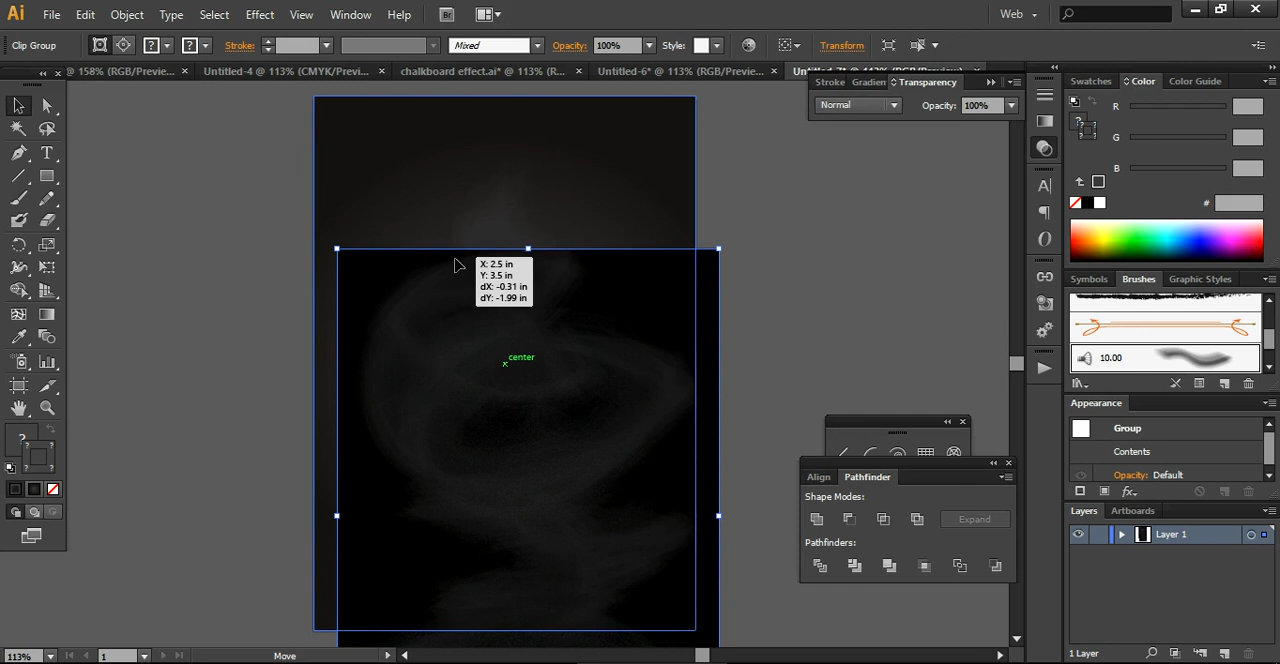 Ai File Edit Object Type Select Effect View Window Help Br Web
Clip Group ? ? Stroke: Mixed Opacity: 100% Style: Transform
@ 158% (RGB/Previe... × Untitled-4 @ 113% (CMYK/Previ... × chalkboard effect.ai* @ 113% (R... × Untitled-6* @ 113% (RGB/Previe... ×
Stroke Gradien Transparency
Normal Opacity: 100%
Swatches Color Color Guide
R
G
B
#
X: 2.5 in
Y: 3.5 in
dX: -0.31 in
dY: -1.99 in
center
Symbols Brushes Graphic Styles
10.00
Appearance
Group
Contents
Opacity: Default
fx
Align Pathfinder
Shape Modes:
Expand
Pathfinders:
Layers Artboards
Layer 1
1 Layer
113% 1 Move